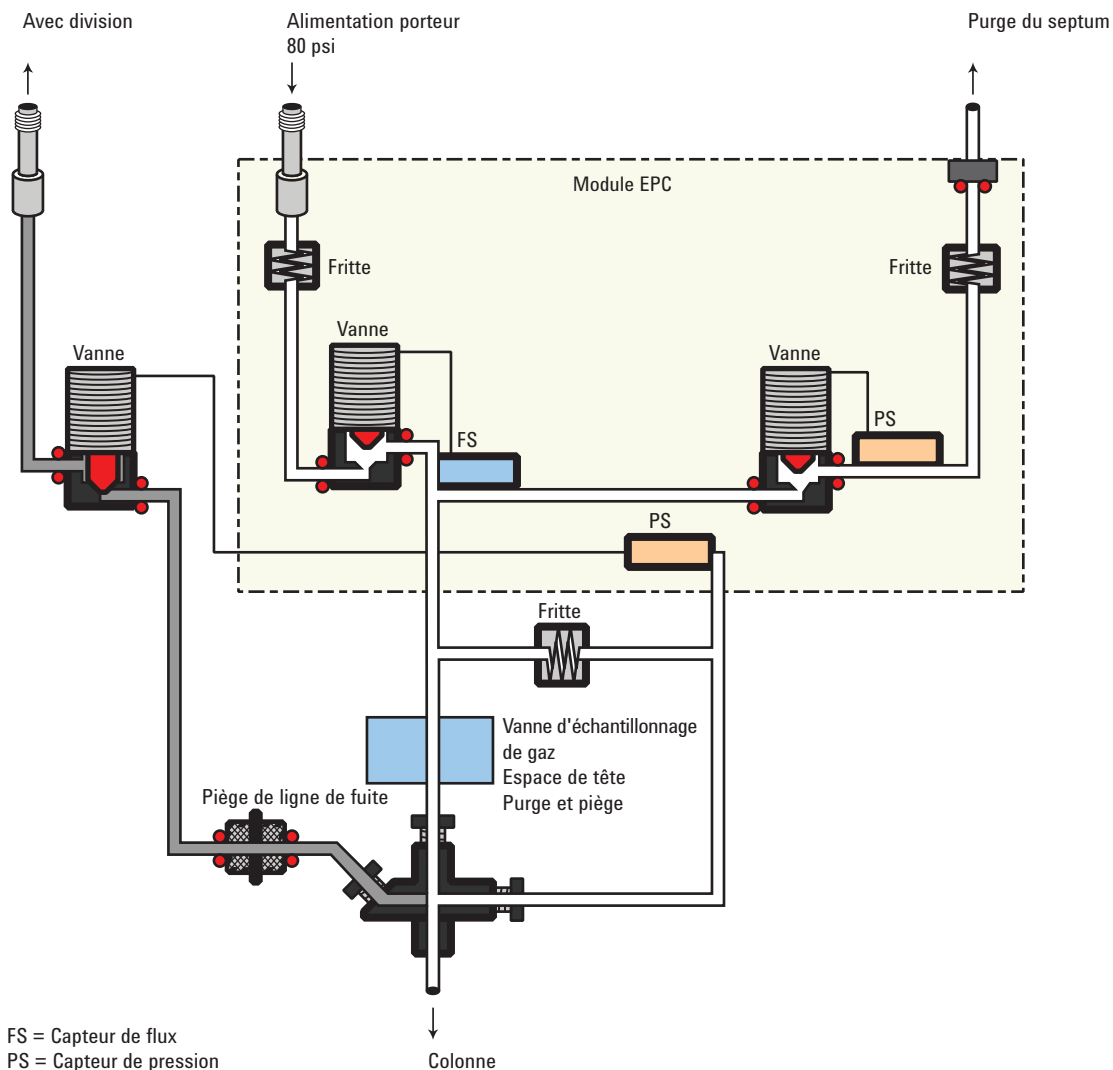 Avec division
Alimentation porteur
80 psi
Purge du septum
Module EPC
Fritte
Fritte
Vanne
Vanne
Vanne
FS
PS
PS
Fritte
Vanne d'échantillonnage
de gaz
Espace de tête
Purge et piège
Piège de ligne de fuite
FS = Capteur de flux
PS = Capteur de pression
Colonne